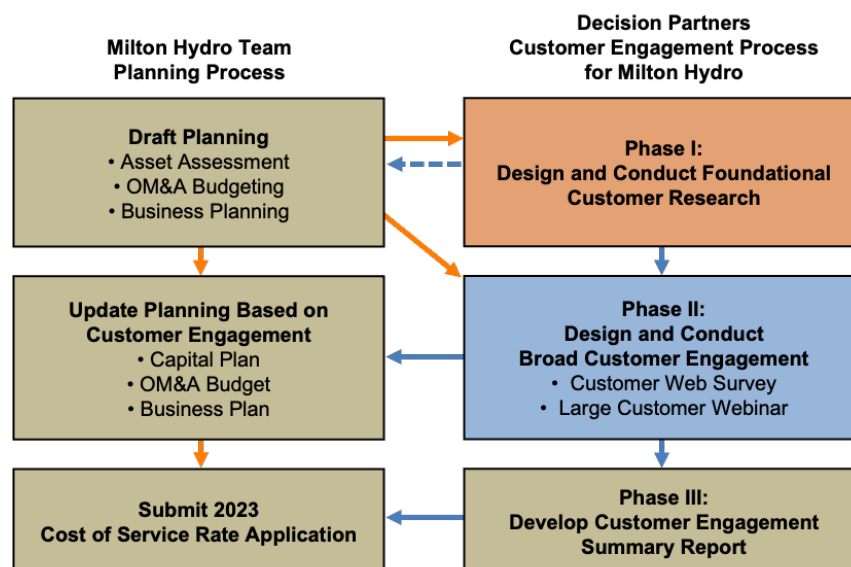 Milton Hydro Team
Planning Process
Decision Partners
Customer Engagement Process
for Milton Hydro
Draft Planning
• Asset Assessment
• OM&A Budgeting
• Business Planning
Phase I:
Design and Conduct Foundational
Customer Research
Update Planning Based on
Customer Engagement
• Capital Plan
• OM&A Budget
• Business Plan
Phase II:
Design and Conduct
Broad Customer Engagement
• Customer Web Survey
• Large Customer Webinar
Submit 2023
Cost of Service Rate Application
Phase III:
Develop Customer Engagement
Summary Report